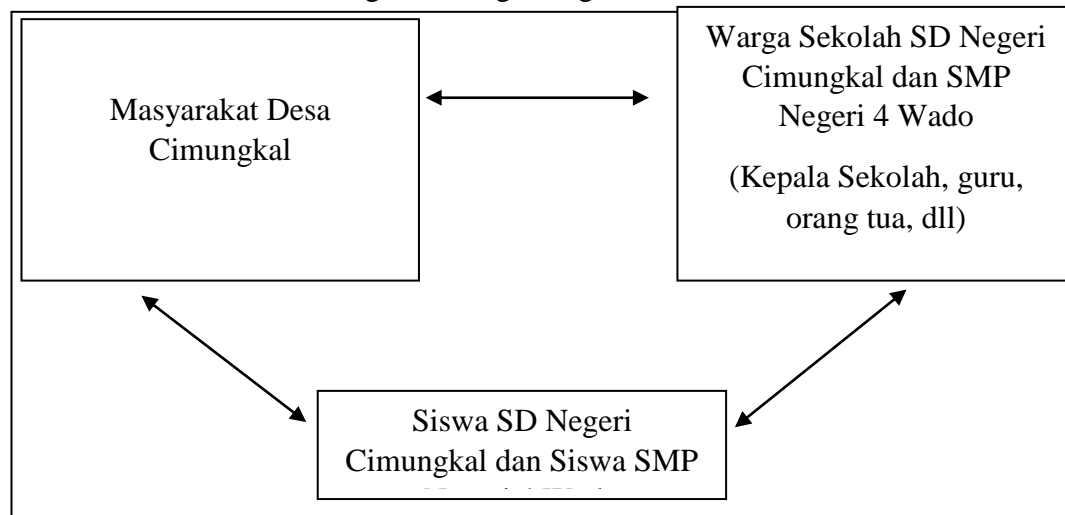 Masyarakat Desa
Cimungkal
Warga Sekolah SD Negeri
Cimungkal dan SMP
Negeri 4 Wado
(Kepala Sekolah, guru,
orang tua, dll)
Siswa SD Negeri
Cimungkal dan Siswa SMP